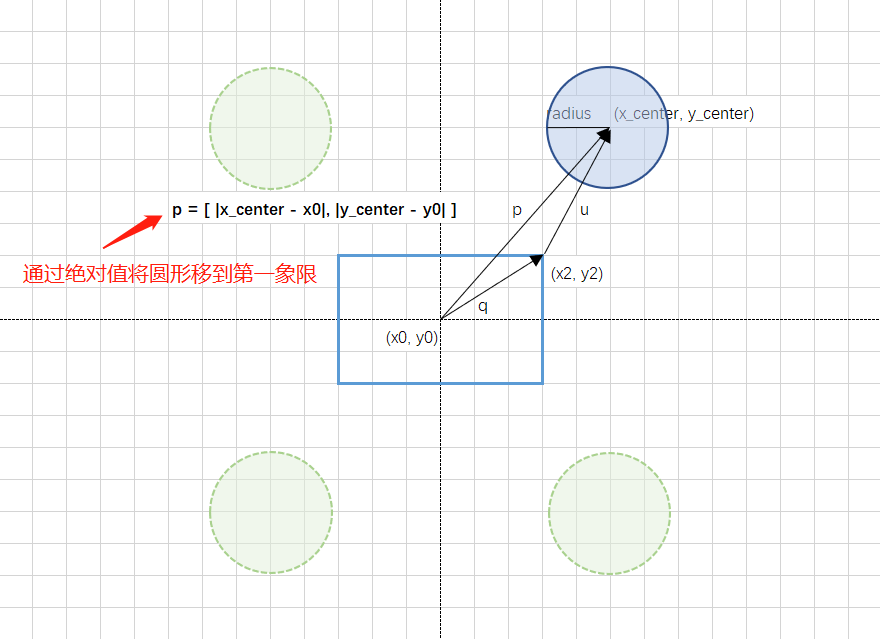 radius (x_center, y_center)
p = [ |x_center - x0|, |y_center - y0| ]
p
u
通过绝对值将圆形移到第一象限
(x2, y2)
q
(x0, y0)